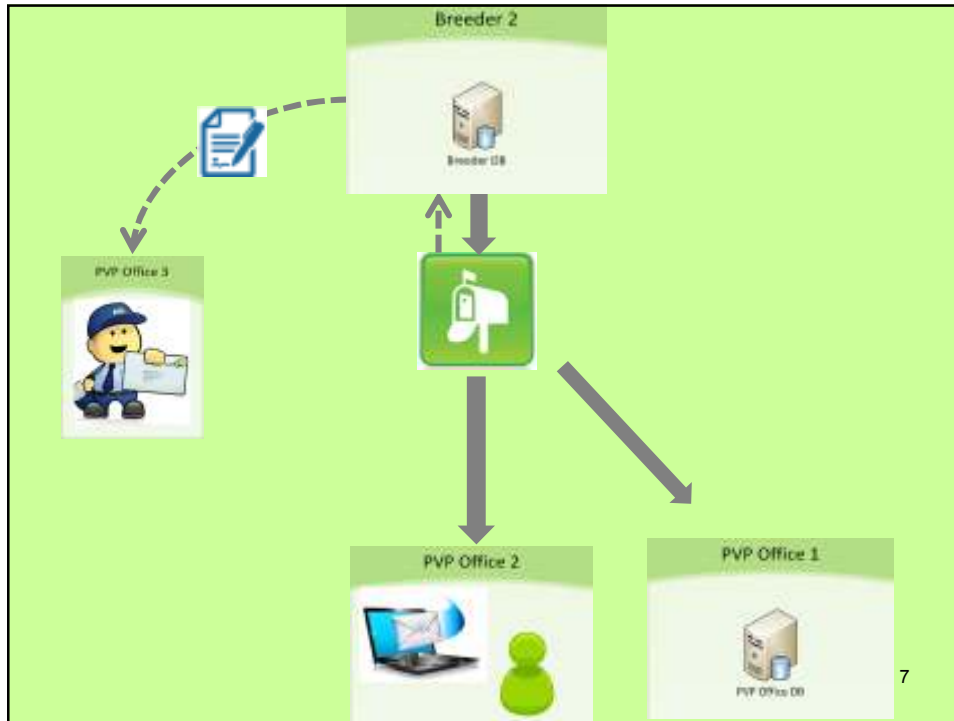 Breeder 2
Breeder DB
PVP Office 3
PVP Office 2
PVP Office 1
PVP Office DB
7